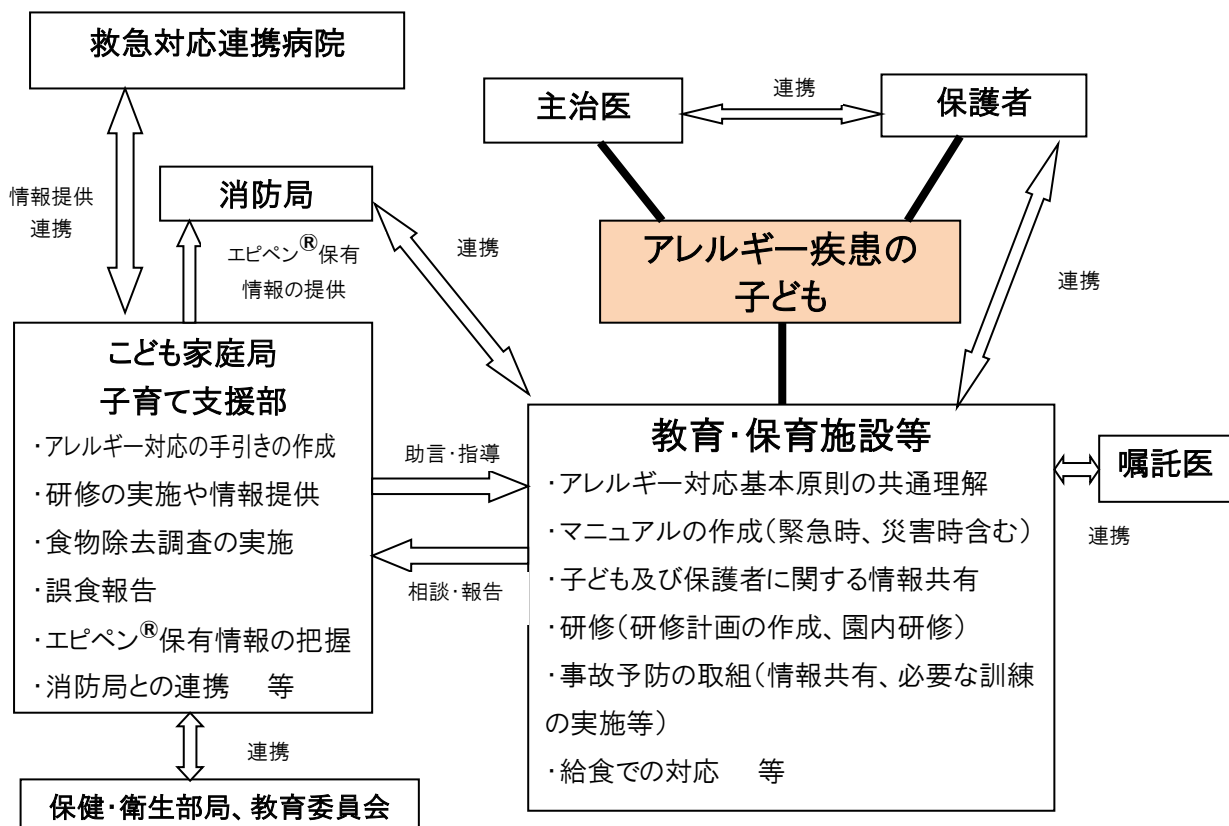 救急対応連携病院
主治医
連携
保護者
情報提供
連携
消防局
エピペン®保有
情報の提供
連携
アレルギー疾患の
子ども
連携
こども家庭局
子育て支援部
・アレルギー対応の手引きの作成
・研修の実施や情報提供
・食物除去調査の実施
・誤食報告
・エピペン®保有情報の把握
・消防局との連携　等
助言・指導
相談・報告
教育・保育施設等
・アレルギー対応基本原則の共通理解
・マニュアルの作成（緊急時、災害時含む）
・子ども及び保護者に関する情報共有
・研修（研修計画の作成、園内研修）
・事故予防の取組（情報共有、必要な訓練
の実施等）
・給食での対応　等
嘱託医
連携
連携
保健・衛生部局、教育委員会